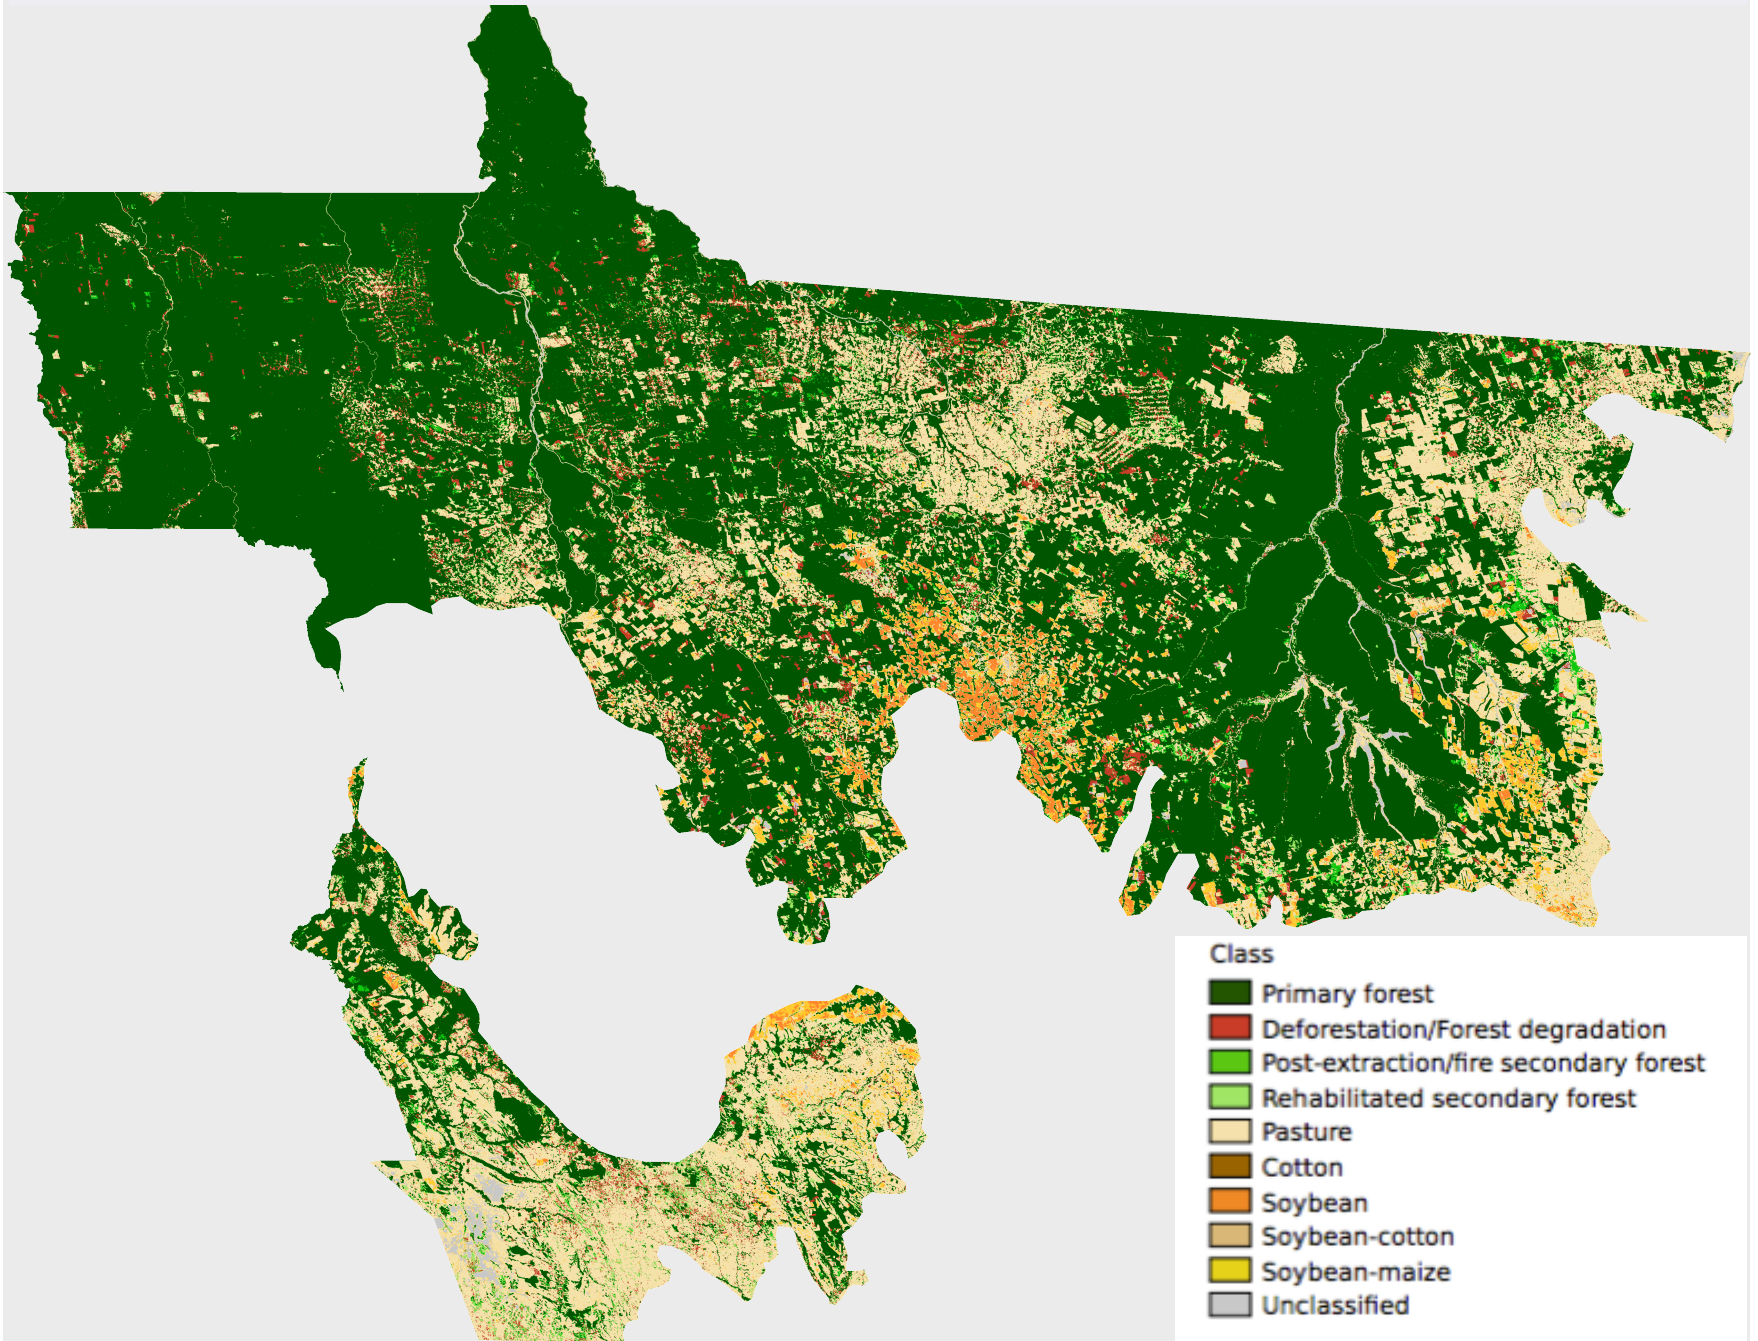 Class
Primary forest
Deforestation/Forest degradation
Post-extraction/fire secondary forest
Rehabilitated secondary forest
Pasture
Cotton
Soybean
Soybean-cotton
Soybean-maize
Unclassified